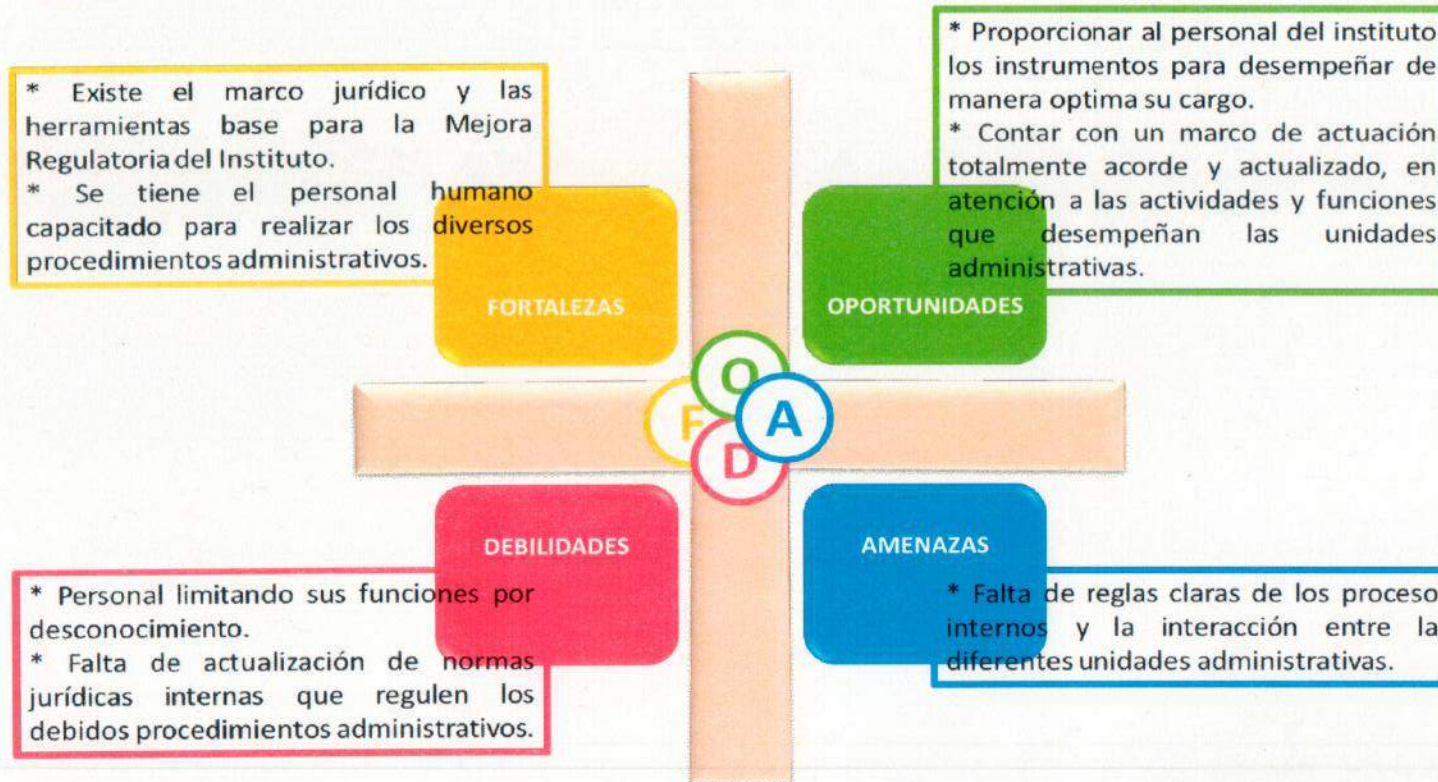 * Existe el marco jurídico y las
herramientas base para la Mejora
Regulatoria del Instituto.
* Se tiene el personal humano
capacitado para realizar los diversos
procedimientos administrativos.
FORTALEZAS
* Proporcionar al personal del instituto
los instrumentos para desempeñar de
manera optima su cargo.
* Contar con un marco de actuación
totalmente acorde y actualizado, en
atención a las actividades y funciones
que desempeñan las unidades
administrativas.
OPORTUNIDADES
F
O
D
A
DEBILIDADES
* Personal limitando sus funciones por
desconocimiento.
* Falta de actualización de normas
jurídicas internas que regulen los
debidos procedimientos administrativos.
AMENAZAS
* Falta de reglas claras de los proceso
internos y la interacción entre la
diferentes unidades administrativas.